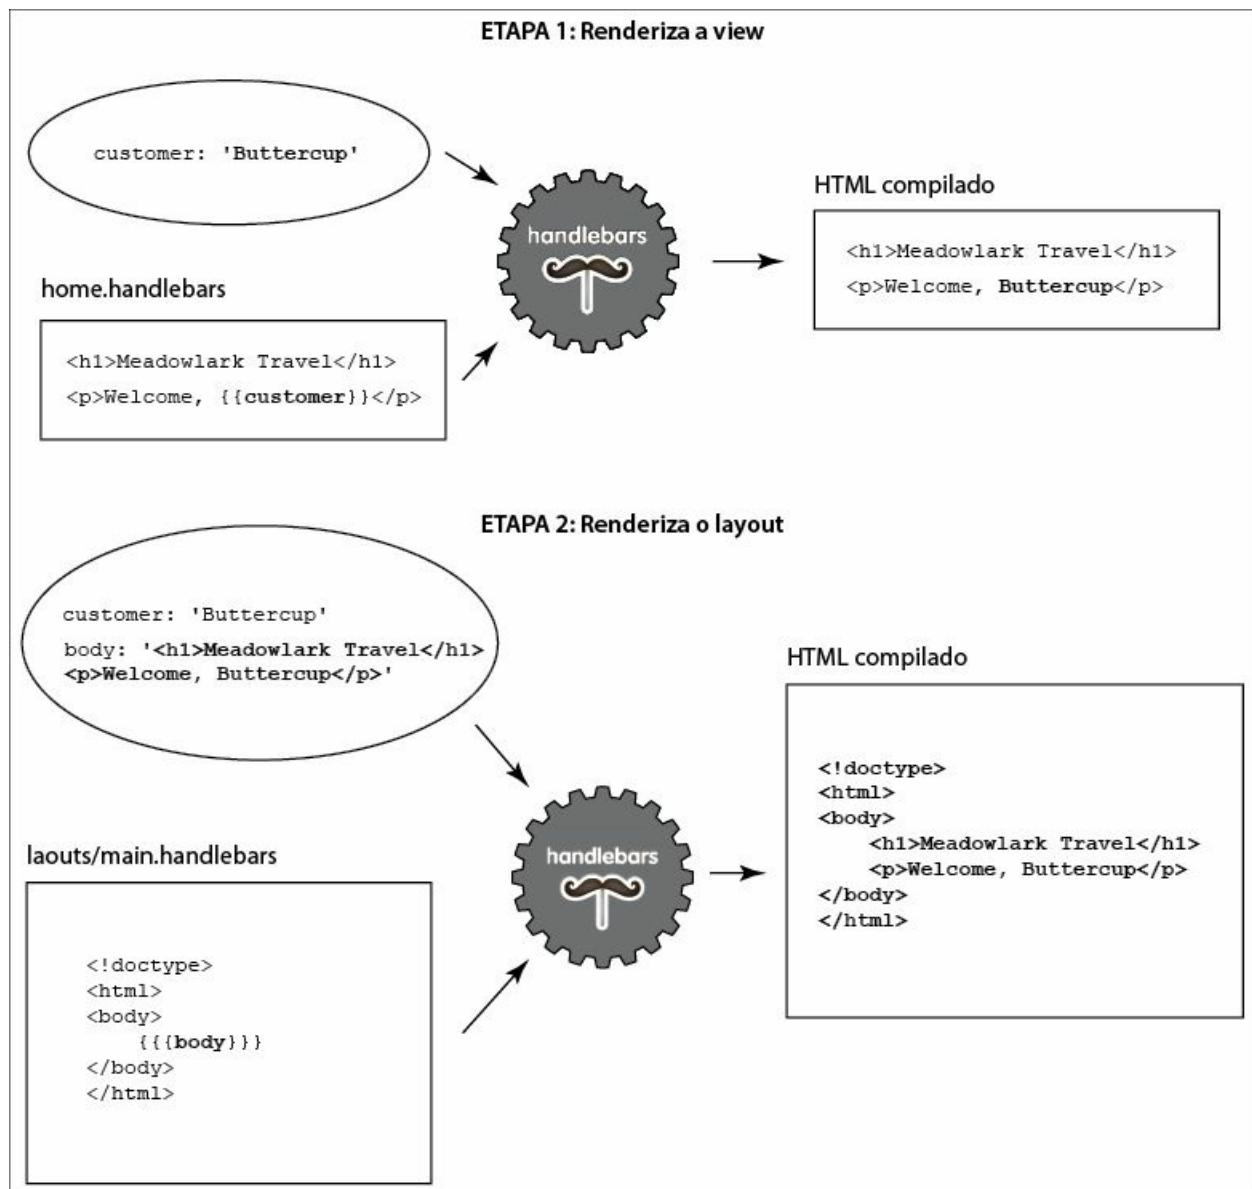 ETAPA 1: Renderiza a view
customer: 'Buttercup'
handlebars
HTML compilado
<h1>Meadowlark Travel</h1>
<p>Welcome, Buttercup</p>
home.handlebars
<h1>Meadowlark Travel</h1>
<p>Welcome, {{customer}}</p>
ETAPA 2: Renderiza o layout
customer: 'Buttercup'
body: '<h1>Meadowlark Travel</h1>
<p>Welcome, Buttercup</p>'
HTML compilado
<!doctype>
<html>
<body>
<h1>Meadowlark Travel</h1>
<p>Welcome, Buttercup</p>
</body>
</html>
handlebars
laouts/main.handlebars
<!doctype>
<html>
<body>
{{{body}}}
</body>
</html>